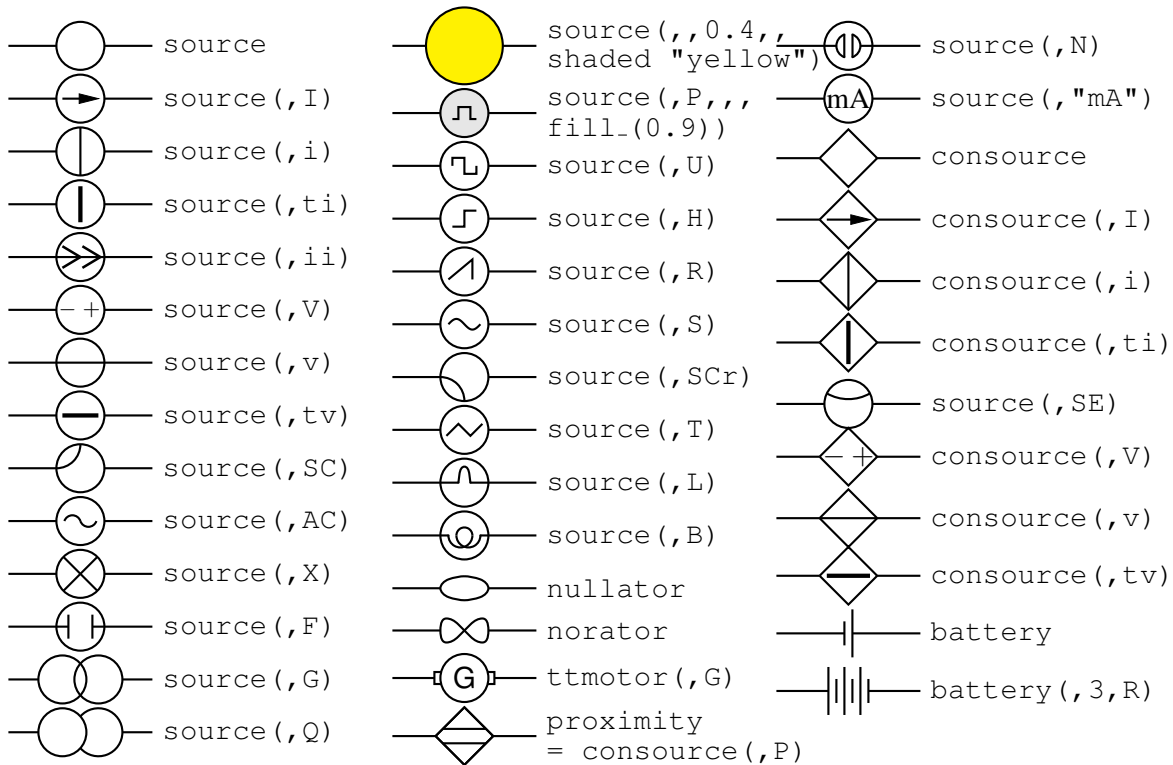 source
source(,I)
source(,i)
source(,ti)
source(,ii)
− + source(,V)
source(,v)
source(,tv)
source(,SC)
source(,AC)
source(,X)
source(,F)
source(,G)
source(,Q)
source(,,0.4,,
shaded "yellow")
source(,P,,,
fill_(0.9))
source(,U)
source(,H)
source(,R)
source(,S)
source(,SCr)
source(,T)
source(,L)
source(,B)
nullator
norator
G ttmotor(,G)
proximity
= consource(,P)
source(,N)
mA source(,"mA")
consource
consource(,I)
consource(,i)
consource(,ti)
source(,SE)
− + consource(,V)
consource(,v)
consource(,tv)
battery
battery(,3,R)